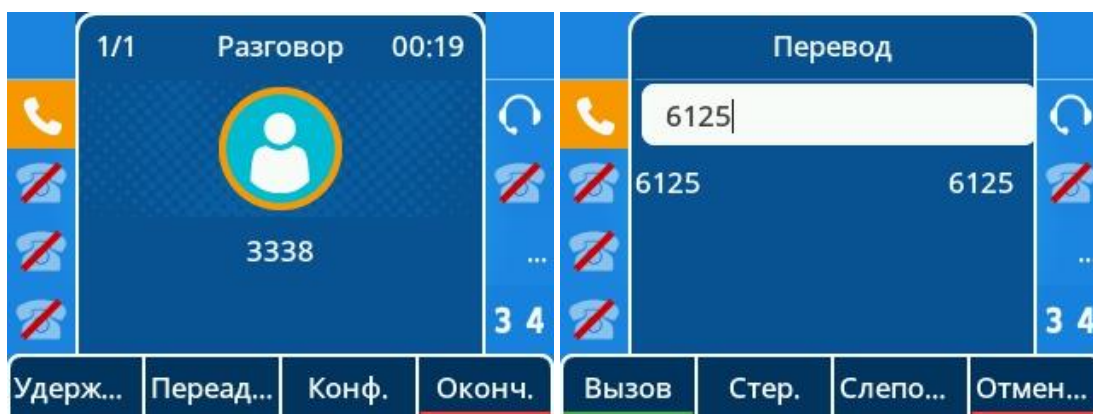 1/1 Разговор 00:19
3338
...
3 4
Удерж... Переад... Конф. Оконч.
Перевод
6125
6125 6125
..
3 4
Вызов Стер. Слепо... Отмен...